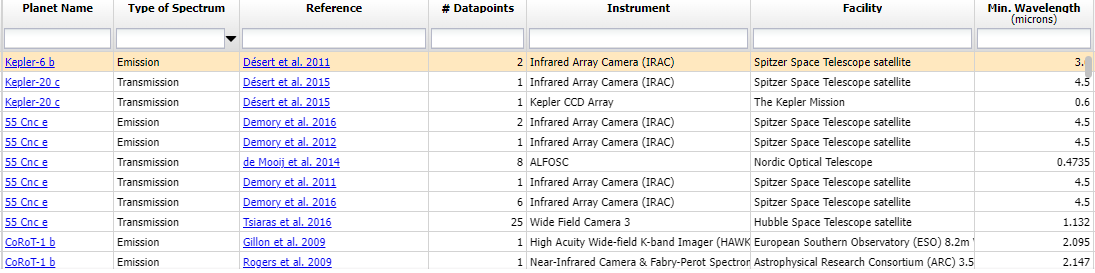 Planet Name Type of Spectrum Reference # Datapoints Instrument Facility Min. Wavelength
(microns)
Kepler-6 b Emission Désert et al. 2011 2 Infrared Array Camera (IRAC) Spitzer Space Telescope satellite 3.
Kepler-20 c Transmission Désert et al. 2015 1 Infrared Array Camera (IRAC) Spitzer Space Telescope satellite 4.5
Kepler-20 c Transmission Désert et al. 2015 1 Kepler CCD Array The Kepler Mission 0.6
55 Cnc e Emission Demory et al. 2016 2 Infrared Array Camera (IRAC) Spitzer Space Telescope satellite 4.5
55 Cnc e Emission Demory et al. 2012 1 Infrared Array Camera (IRAC) Spitzer Space Telescope satellite 4.5
55 Cnc e Transmission de Mooij et al. 2014 8 ALFOSC Nordic Optical Telescope 0.4735
55 Cnc e Transmission Demory et al. 2011 1 Infrared Array Camera (IRAC) Spitzer Space Telescope satellite 4.5
55 Cnc e Transmission Demory et al. 2016 6 Infrared Array Camera (IRAC) Spitzer Space Telescope satellite 4.5
55 Cnc e Transmission Tsiaras et al. 2016 25 Wide Field Camera 3 Hubble Space Telescope satellite 1.132
CoRoT-1 b Emission Gillon et al. 2009 1 High Acuity Wide-field K-band Imager (HAWK European Southern Observatory (ESO) 8.2m 2.095
CoRoT-1 b Emission Rogers et al. 2009 1 Near-Infrared Camera & Fabry-Perot Spectron Astrophysical Research Consortium (ARC) 3.5 2.147